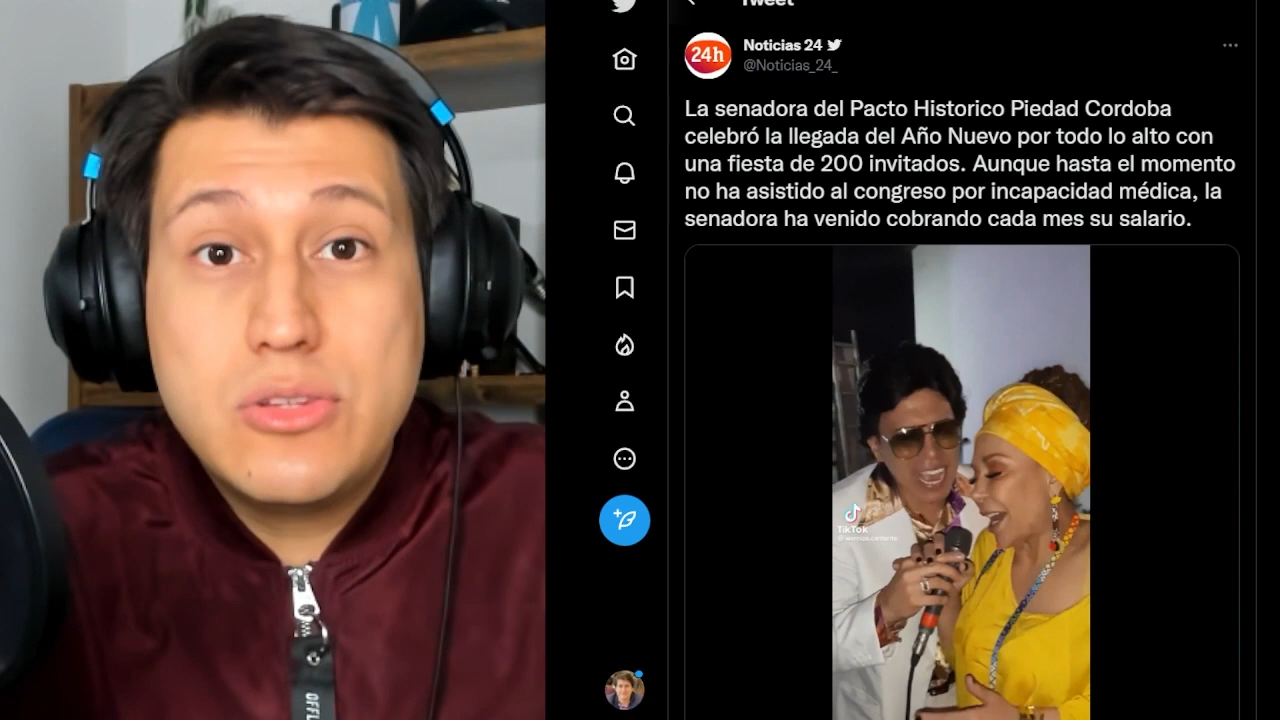 Tweet
24h
Noticias 24
@Noticias_24_
La senadora del Pacto Historico Piedad Cordoba
celebró la llegada del Año Nuevo por todo lo alto con
una fiesta de 200 invitados. Aunque hasta el momento
no ha asistido al congreso por incapacidad médica, la
senadora ha venido cobrando cada mes su salario.
TikTok
OFFL